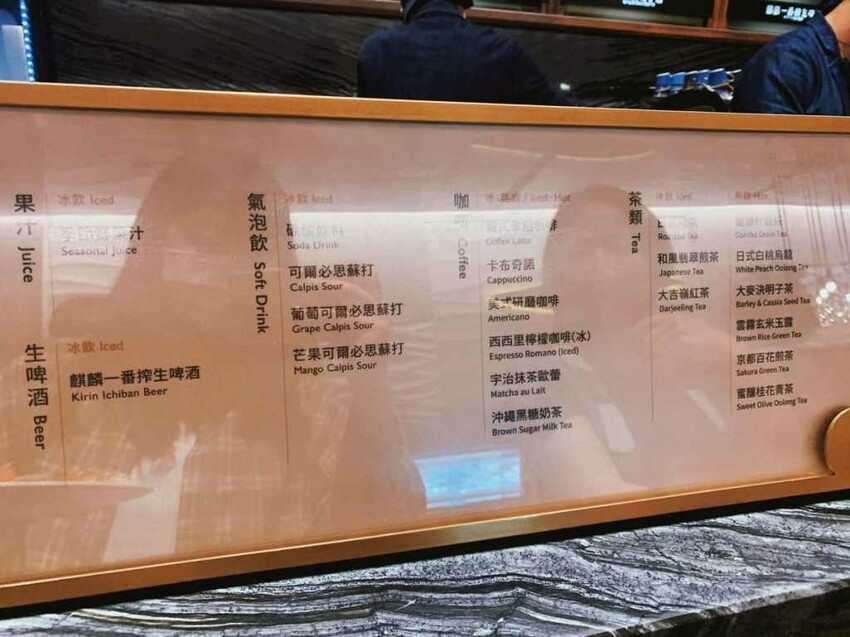 果汁 Juice
冰飲 Iced
Seasonal Juice
生啤酒 Beer
冰飲 Iced
麒麟一番搾生啤酒
Kirin Ichiban Beer
氣泡飲 Soft Drink
冰飲 Iced
Soda Drink
可爾必思蘇打
Calpis Sour
葡萄可爾必思蘇打
Grape Calpis Sour
芒果可爾必思蘇打
Mango Calpis Sour
咖啡 Coffee
冰·熱飲 / Iced·Hot
Coffee Latte
卡布奇諾
Cappuccino
美式研磨咖啡
Americano
西西里檸檬咖啡(冰)
Espresso Romano (Iced)
宇治抹茶歐蕾
Matcha au Lait
沖繩黑糖奶茶
Brown Sugar Milk Tea
茶類 Tea
冰飲 Iced
Roasted Tea
和風翡翠煎茶
Japanese Tea
大吉嶺紅茶
Darjeeling Tea
熱飲 Hot
日式白桃烏龍
White Peach Oolong Tea
大麥決明子茶
Barley & Cassia Seed Tea
雲霧玄米玉露
Brown Rice Green Tea
京都百花煎茶
Sakura Green Tea
蜜釀桂花青茶
Sweet Olive Oolong Tea